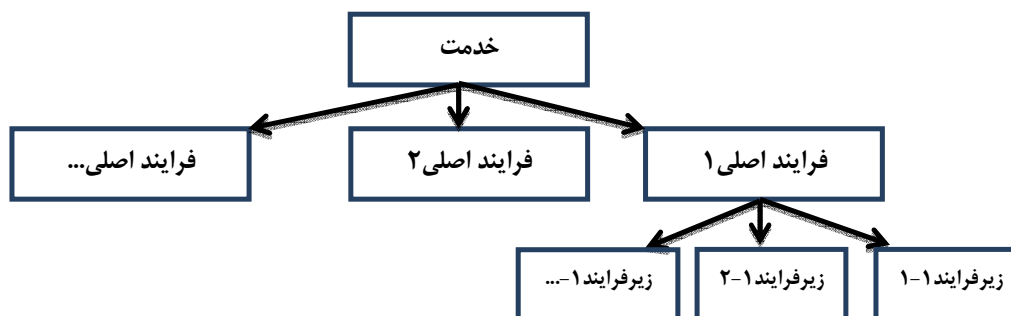 خدمت
فرایند اصلی۱
فرایند اصلی۲
فرایند اصلی...
زیرفرایند۱-۱
زیرفرایند۱-۲
زیرفرایند۱-...